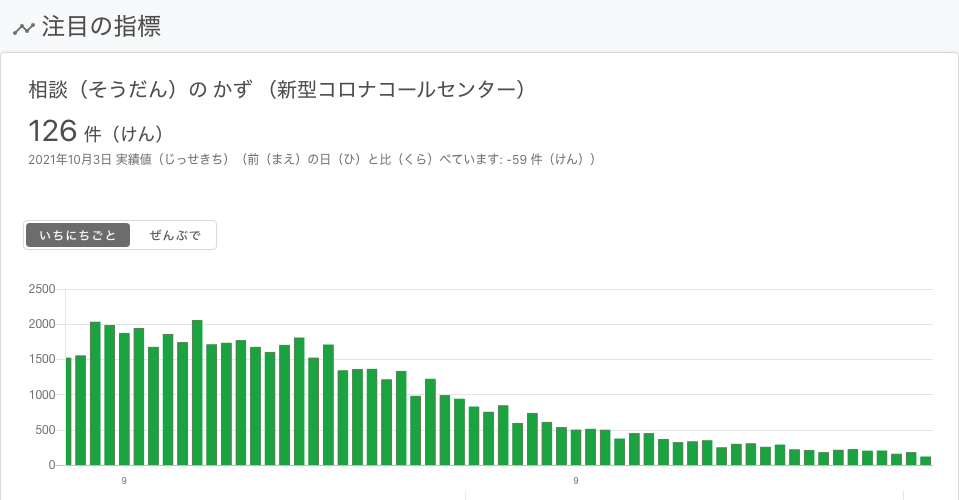 注目の指標
相談（そうだん）の かず （新型コロナコールセンター）
126 件（けん）
2021年10月3日 実績値（じっせきち）（前（まえ）の日（ひ）と比（くら）べています: -59 件（けん））
いちにちごと ぜんぶで
2500
2000
1500
1000
500
0
9 9